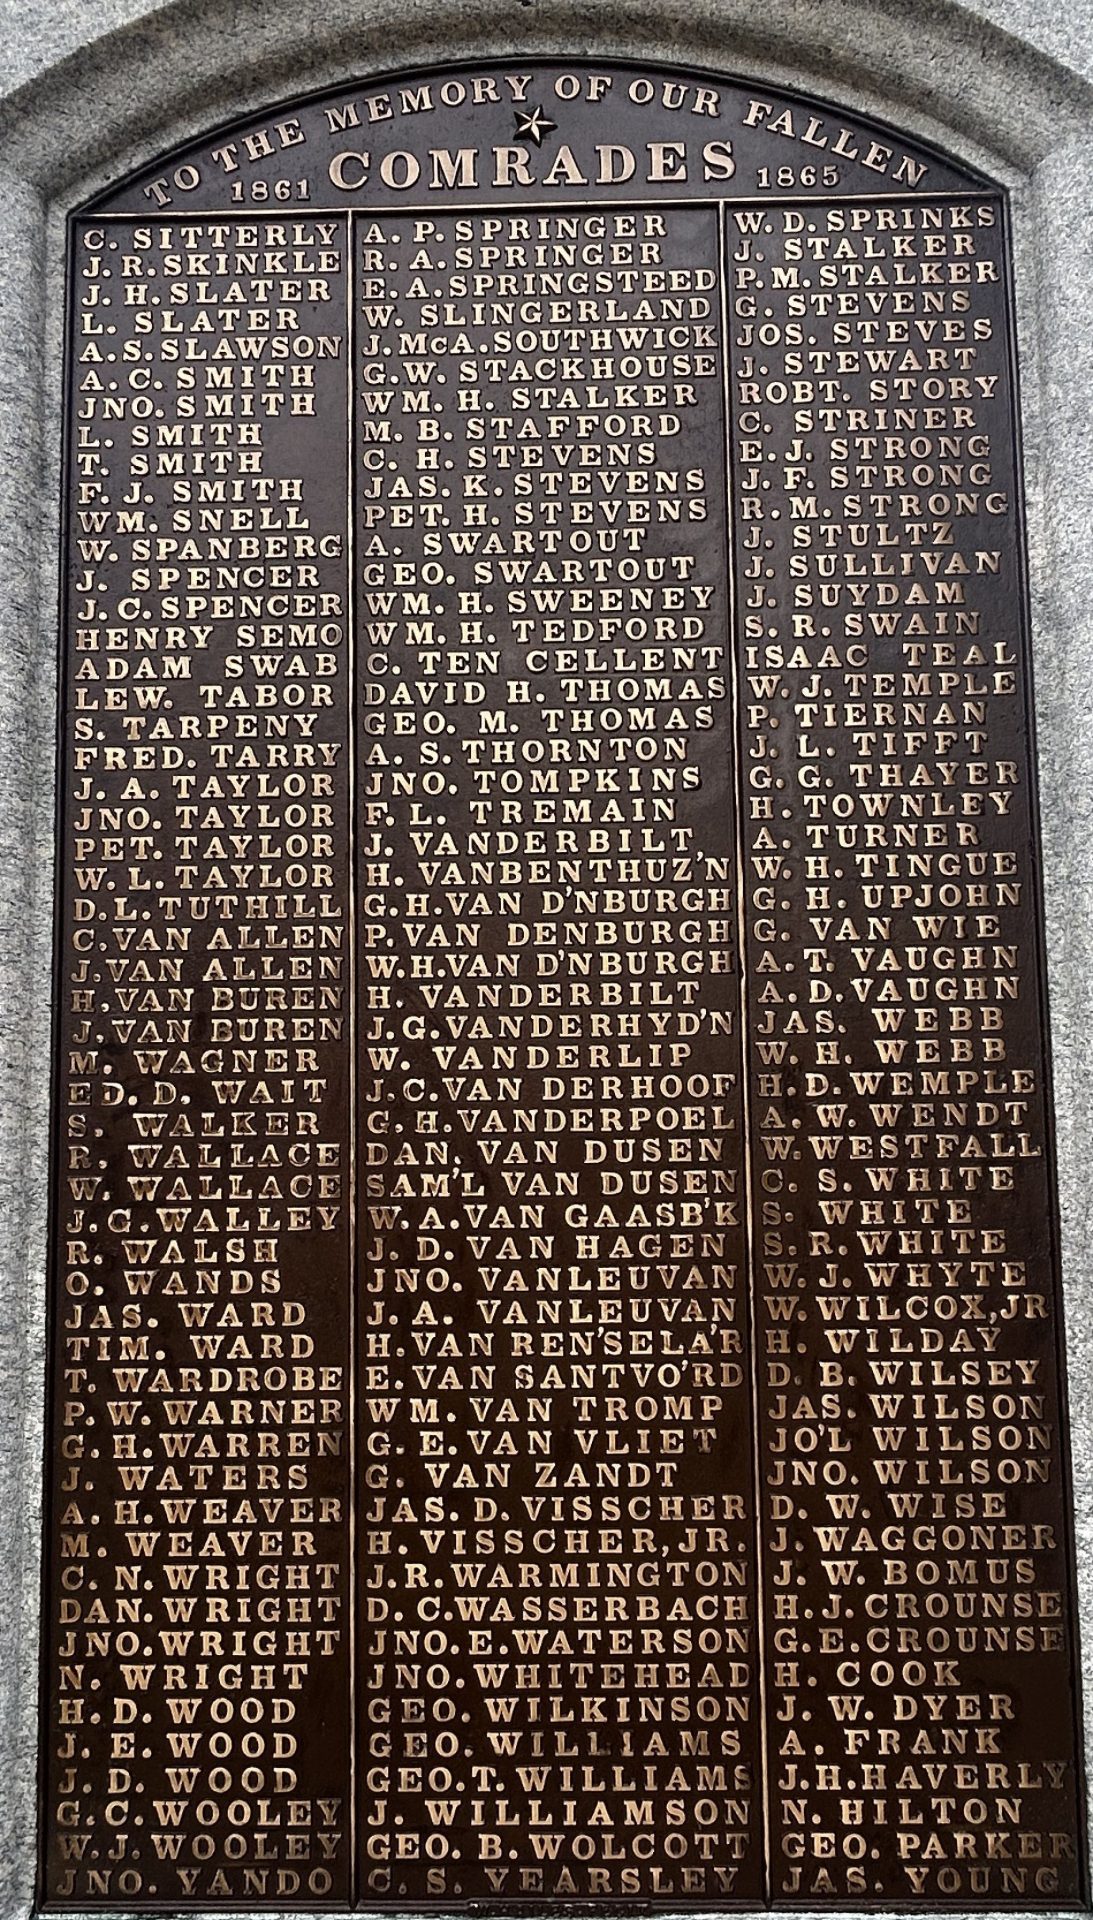 TO THE MEMORY OF OUR FALLEN
1861 COMRADES 1865
C. SITTERLY
J. R. SKINKLE
J. H. SLATER
L. SLATER
A. S. SLAWSON
A. C. SMITH
JNO. SMITH
L. SMITH
T. SMITH
F. J. SMITH
WM. SNELL
W. SPANBERG
J. SPENCER
J. C. SPENCER
HENRY SEMO
ADAM SWAB
LEW. TABOR
S. TARPENY
FRED. TARRY
J. A. TAYLOR
JNO. TAYLOR
PET. TAYLOR
W. L. TAYLOR
D. L. TUTHILL
C. VAN ALLEN
J. VAN ALLEN
H. VAN BUREN
J. VAN BUREN
M. WAGNER
ED. D. WAIT
S. WALKER
R. WALLACE
W. WALLACE
J. G. WALLEY
R. WALSH
O. WANDS
JAS. WARD
TIM. WARD
T. WARDROBE
P. W. WARNER
G. H. WARREN
J. WATERS
A. H. WEAVER
M. WEAVER
C. N. WRIGHT
DAN. WRIGHT
JNO. WRIGHT
N. WRIGHT
H. D. WOOD
J. E. WOOD
J. D. WOOD
G. C. WOOLEY
W. J. WOOLEY
JNO. YANDO
A. P. SPRINGER
R. A. SPRINGER
E. A. SPRINGSTEED
W. SLINGERLAND
J. McA. SOUTHWICK
G. W. STACKHOUSE
WM. H. STALKER
M. B. STAFFORD
C. H. STEVENS
JAS. K. STEVENS
PET. H. STEVENS
A. SWARTOUT
GEO. SWARTOUT
WM. H. SWEENEY
WM. H. TEDFORD
C. TEN CELLENT
DAVID H. THOMAS
GEO. M. THOMAS
A. S. THORNTON
JNO. TOMPKINS
F. L. TREMAIN
J. VANDERBILT
H. VANBENTHUZ'N
G. H. VAN D'NBURGH
P. VAN DENBURGH
W. H. VAN D'NBURGH
H. VANDERBILT
J. G. VANDERHYD'N
W. VANDERLIP
J. C. VAN DERHOOF
G. H. VANDERPOEL
DAN. VAN DUSEN
SAM'L VAN DUSEN
W. A. VAN GAASB'K
J. D. VAN HAGEN
JNO. VANLEUVAN
J. A. VANLEUVAN
H. VAN REN'SELA'R
E. VAN SANTVO'RD
WM. VAN TROMP
G. E. VAN VLIET
G. VAN ZANDT
JAS. D. VISSCHER
H. VISSCHER, JR.
J. R. WARMINGTON
D. C. WASSERBACH
JNO. E. WATERSON
JNO. WHITEHEAD
GEO. WILKINSON
GEO. WILLIAMS
GEO. T. WILLIAMS
J. WILLIAMSON
GEO. B. WOLCOTT
C. S. YEARSLEY
W. D. SPRINKS
J. STALKER
P. M. STALKER
G. STEVENS
JOS. STEVES
J. STEWART
ROBT. STORY
C. STRINER
E. J. STRONG
J. F. STRONG
R. M. STRONG
J. STULTZ
J. SULLIVAN
J. SUYDAM
S. R. SWAIN
ISAAC TEAL
W. J. TEMPLE
P. TIERNAN
J. L. TIFFT
G. G. THAYER
H. TOWNLEY
A. TURNER
W. H. TINGUE
G. H. UPJOHN
G. VAN WIE
A. T. VAUGHN
A. D. VAUGHN
JAS. WEBB
W. H. WEBB
H. D. WEMPLE
A. W. WENDT
W. WESTFALL
C. S. WHITE
S. WHITE
S. R. WHITE
W. J. WHYTE
W. WILCOX, JR
H. WILDAY
D. B. WILSEY
JAS. WILSON
JO'L WILSON
JNO. WILSON
D. W. WISE
J. WAGGONER
J. W. BOMUS
H. J. CROUNSE
G. E. CROUNSE
H. COOK
J. W. DYER
A. FRANK
J. H. HAVERLY
N. HILTON
GEO. PARKER
JAS. YOUNG